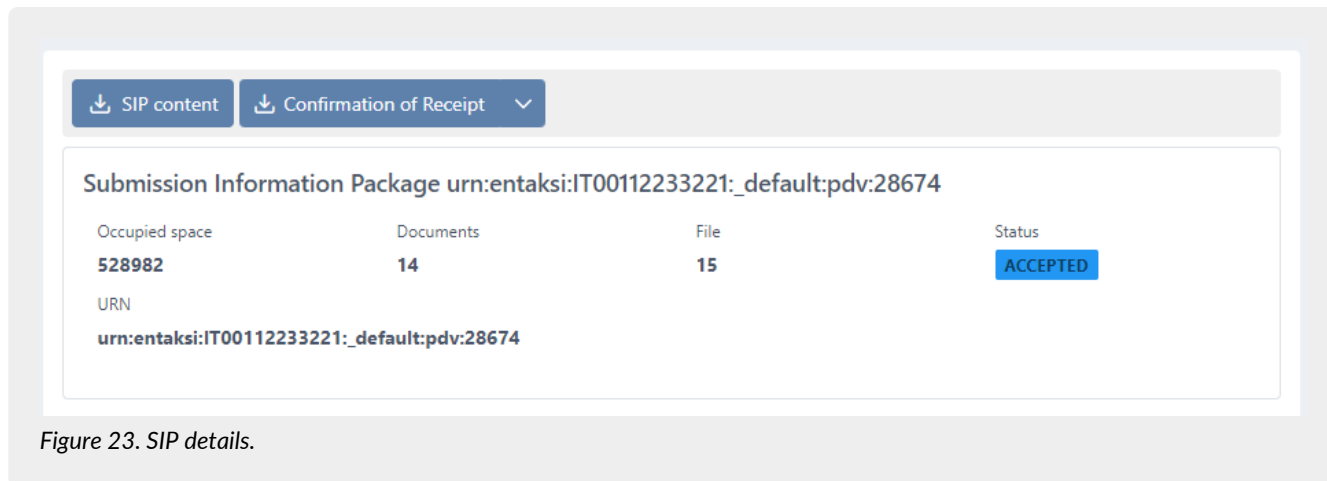 SIP content Confirmation of Receipt
Submission Information Package urn:entaksi:IT00112233221:_default:pdv:28674
Occupied space Documents File Status
528982 14 15 ACCEPTED
URN
urn:entaksi:IT00112233221:_default:pdv:28674
Figure 23. SIP details.